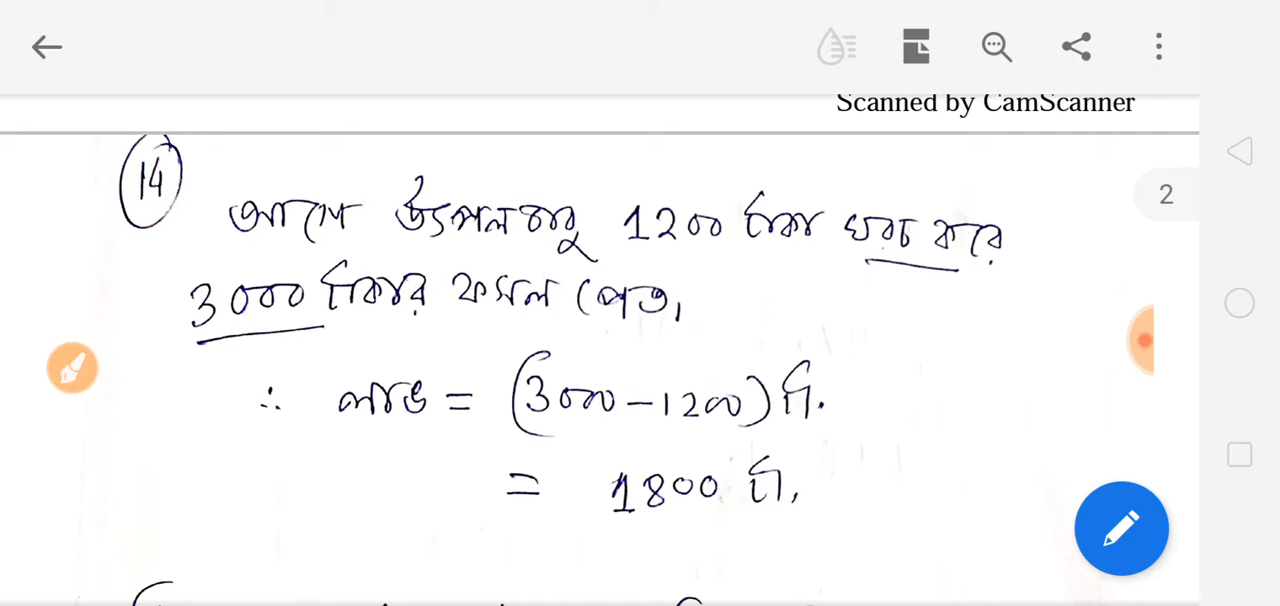 Scanned by CamScanner
2
14
আগে উৎপলবাবু 1200 টাকা খরচ করে
3000 টাকার ফসল পেত,
∴ লাভ = (3000 – 1200) টা.
= 1800 টা,